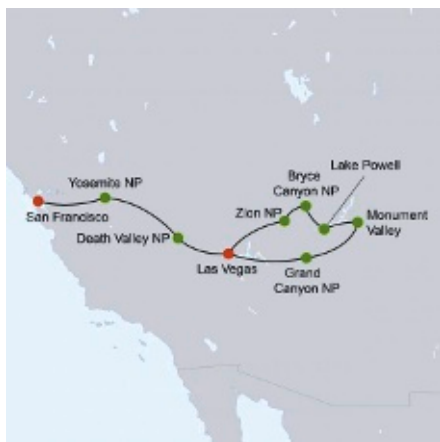 Bryce
Canyon NP
Lake Powell
Yosemite NP
Zion NP
Monument
Valley
San Francisco
Death Valley NP
Las Vegas
Grand
Canyon NP